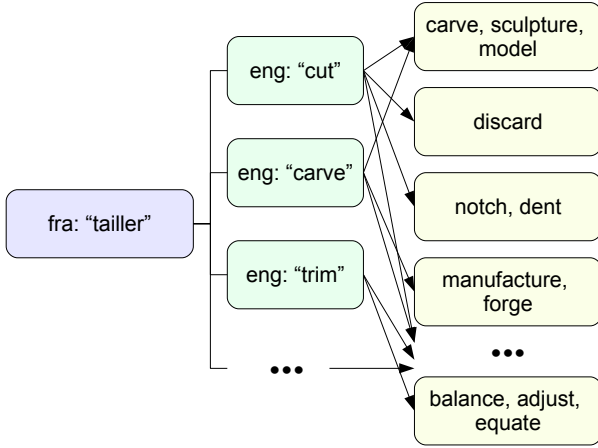 fra: “tailler”
eng: “cut”
eng: “carve”
eng: “trim”
•••
carve, sculpture,
model
discard
notch, dent
manufacture,
forge
•••
balance, adjust,
equate